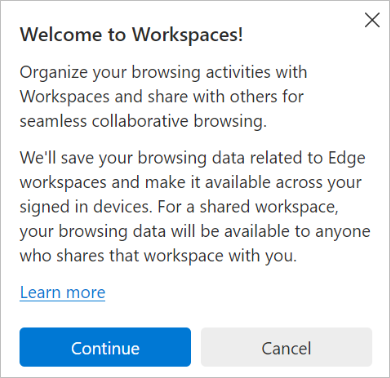 Welcome to Workspaces!
Organize your browsing activities with
Workspaces and share with others for
seamless collaborative browsing.
We'll save your browsing data related to Edge
workspaces and make it available across your
signed in devices. For a shared workspace,
your browsing data will be available to anyone
who shares that workspace with you.
Learn more
Continue
Cancel